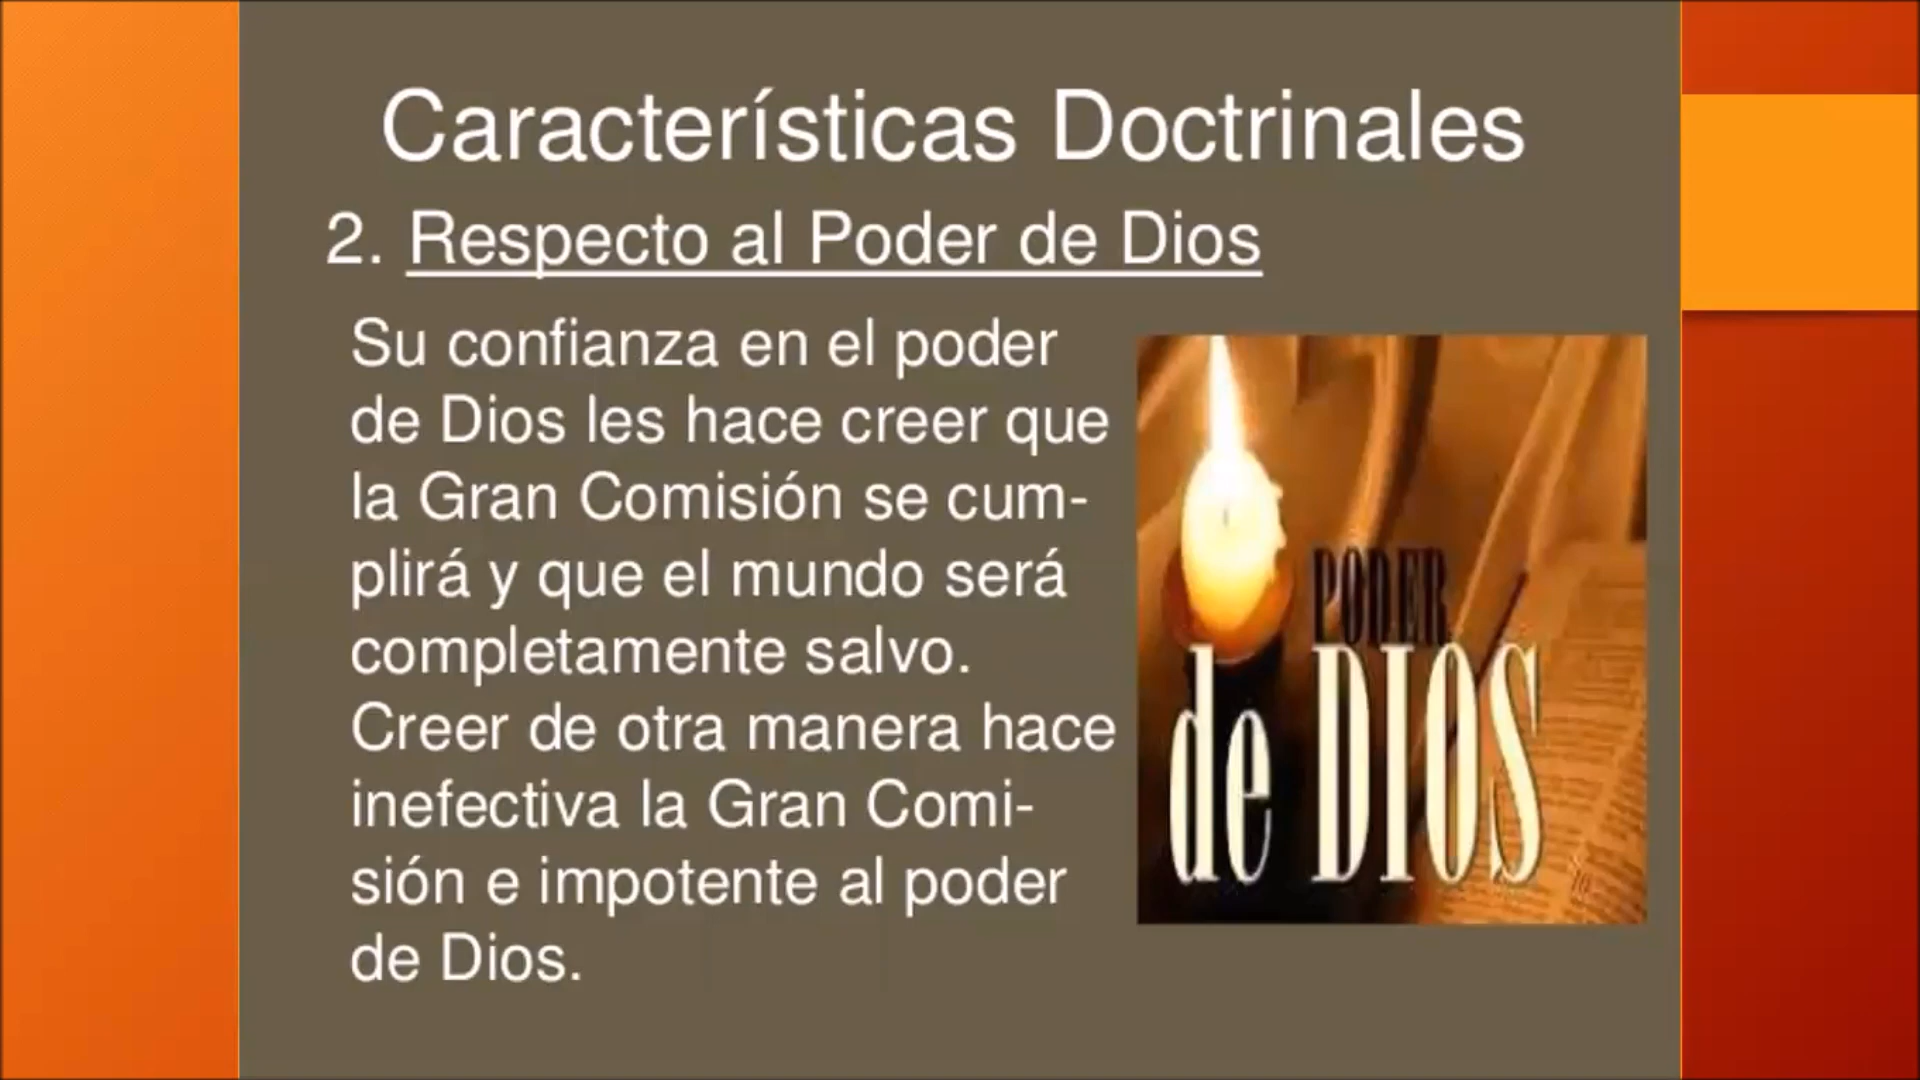 Características Doctrinales
2. Respecto al Poder de Dios
Su confianza en el poder
de Dios les hace creer que
la Gran Comisión se cum-
plirá y que el mundo será
completamente salvo.
Creer de otra manera hace
inefectiva la Gran Comi-
sión e impotente al poder
de Dios.
PODER
de DIOS